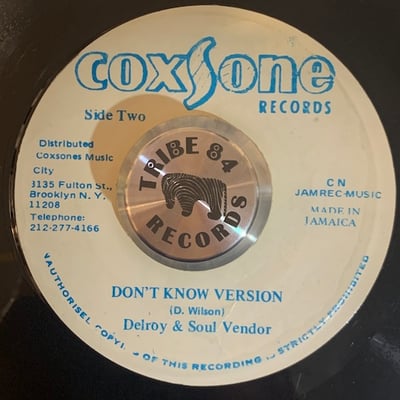 coxsone
RECORDS
Side Two
Distributed
Coxsones Music
City
3135 Fulton St.,
Brooklyn N. Y.
11208
Telephone:
212-277-4166
TRIBE 84
RECORDS
C N
JAMREC-MUSIC
MADE IN
JAMAICA
DON'T KNOW VERSION
(D. Wilson)
Delroy & Soul Vendor
OF THIS RECORDING IS STRICTLY PROHIBITED